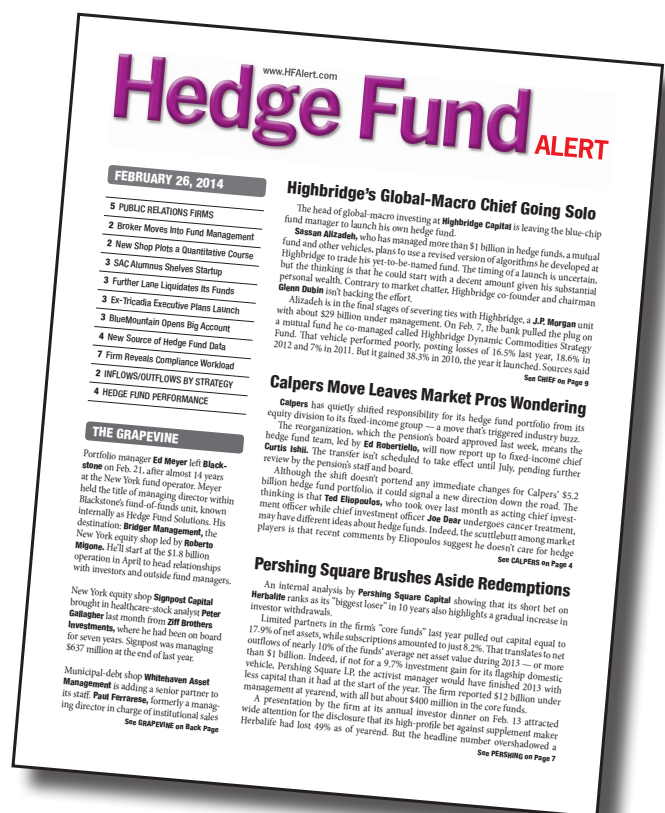 www.HFAlert.com
Hedge Fund
ALERT
FEBRUARY 26, 2014
5 PUBLIC RELATIONS FIRMS
2 Broker Moves Into Fund Management
2 New Shop Plots a Quantitative Course
3 SAC Alumnus Shelves Startup
3 Further Lane Liquidates Its Funds
3 Ex-Tricadia Executive Plans Launch
3 BlueMountain Opens Big Account
4 New Source of Hedge Fund Data
7 Firm Reveals Compliance Workload
2 INFLOWS/OUTFLOWS BY STRATEGY
4 HEDGE FUND PERFORMANCE
THE GRAPEVINE
Portfolio manager Ed Meyer left Black-
stone on Feb. 21, after almost 14 years
at the New York fund operator. Meyer
held the title of managing director within
Blackstone's fund-of-funds unit, known
internally as Hedge Fund Solutions. His
destination: Bridger Management, the
New York equity shop led by Roberto
Mignone. He'll start at the $1.8 billion
operation in April to head relationships
with investors and outside fund managers.
New York equity shop Signpost Capital
brought in healthcare-stock analyst Peter
Gallagher last month from Ziff Brothers
Investments, where he had been on board
for seven years. Signpost was managing
$637 million at the end of last year.
Municipal-debt shop Whitehaven Asset
Management is adding a senior partner to
its staff. Paul Ferrarese, formerly a manag-
ing director in charge of institutional sales
See GRAPEVINE on Back Page
Highbridge's Global-Macro Chief Going Solo
The head of global-macro investing at Highbridge Capital is leaving the blue-chip
fund manager to launch his own hedge fund.
Sassan Alizadeh, who has managed more than $1 billion in hedge funds, a mutual
fund and other vehicles, plans to use a revised version of algorithms he developed at
Highbridge to trade his yet-to-be-named fund. The timing of a launch is uncertain,
but the thinking is that he could start with a decent amount given his substantial
personal wealth. Contrary to market chatter, Highbridge co-founder and chairman
Glenn Dubin isn't backing the effort.
Alizadeh is in the final stages of severing ties with Highbridge, a J.P. Morgan unit
with about $29 billion under management. On Feb. 7, the bank pulled the plug on
a mutual fund he co-managed called Highbridge Dynamic Commodities Strategy
Fund. That vehicle performed poorly, posting losses of 16.5% last year, 18.6% in
2012 and 7% in 2011. But it gained 38.3% in 2010, the year it launched. Sources said
See CHIEF on Page 9
Calpers Move Leaves Market Pros Wondering
Calpers has quietly shifted responsibility for its hedge fund portfolio from its
equity division to its fixed-income group — a move that's triggered industry buzz.
The reorganization, which the pension's board approved last week, means the
hedge fund team, led by Ed Robertiello, will now report up to fixed-income chief
Curtis Ishii. The transfer isn't scheduled to take effect until July, pending further
review by the pension's staff and board.
Although the shift doesn't portend any immediate changes for Calpers' $5.2
billion hedge fund portfolio, it could signal a new direction down the road. The
thinking is that Ted Eliopoulos, who took over last month as acting chief invest-
ment officer while chief investment officer Joe Dear undergoes cancer treatment,
may have different ideas about hedge funds. Indeed, the scuttlebutt among market
players is that recent comments by Eliopoulos suggest he doesn't care for hedge
See CALPERS on Page 4
Pershing Square Brushes Aside Redemptions
An internal analysis by Pershing Square Capital showing that its short bet on
Herbalife ranks as its "biggest loser" in 10 years also highlights a gradual increase in
investor withdrawals.
Limited partners in the firm's "core funds" last year pulled out capital equal to
17.9% of net assets, while subscriptions amounted to just 8.2%. That translates to net
outflows of nearly 10% of the funds' average net asset value during 2013 — or more
than $1 billion. Indeed, if not for a 9.7% investment gain for its flagship domestic
vehicle, Pershing Square LP, the activist manager would have finished 2013 with
less capital than it had at the start of the year. The firm reported $12 billion under
management at yearend, with all but about $400 million in the core funds.
A presentation by the firm at its annual investor dinner on Feb. 13 attracted
wide attention for the disclosure that its high-profile bet against supplement maker
Herbalife had lost 49% as of yearend. But the headline number overshadowed a
See PERSHING on Page 7